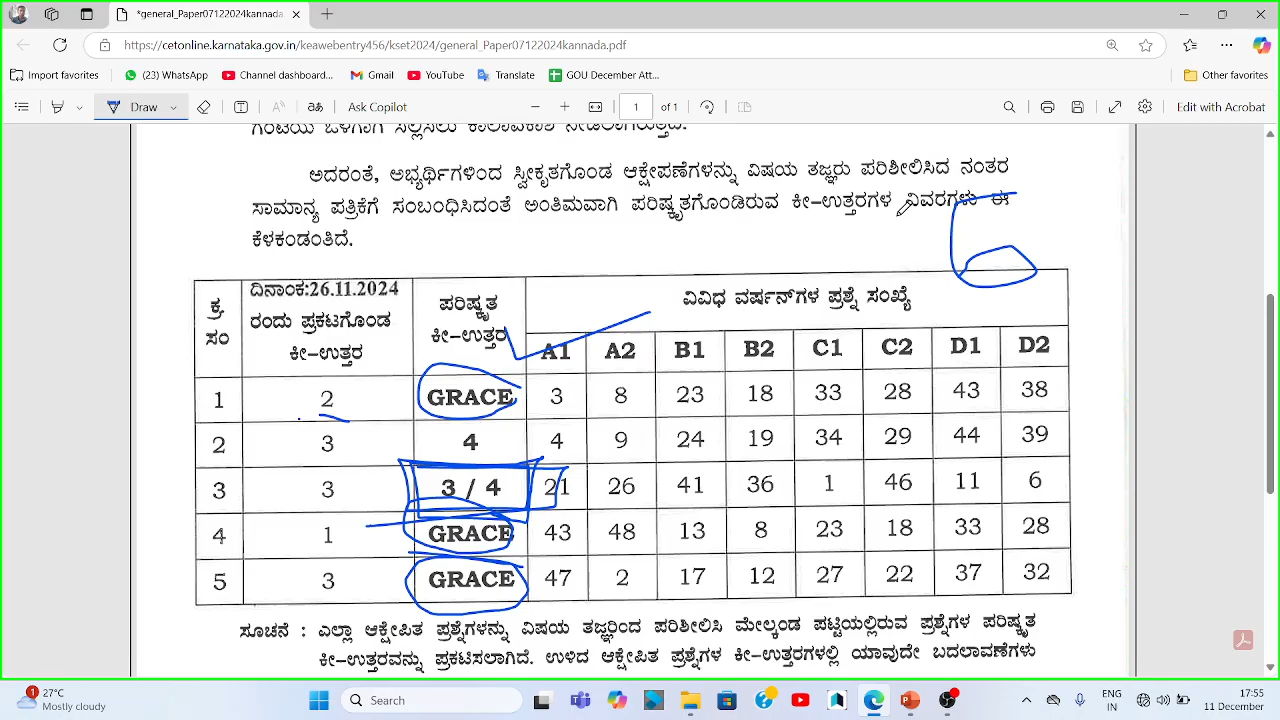 *general_Paper07122024kannada.
https://cetonline.karnataka.gov.in/keawebentry456/kset2024/general_Paper07122024kannada.pdf
Import favorites
(23) WhatsApp
Channel dashboard...
Gmail
YouTube
Translate
GOU December Att...
Other favorites
Draw
Ask Copilot
1 of 1
Edit with Acrobat
ಗಂಟೆಯ ಒಳಗಾಗಿ ಸಲ್ಲಿಸಲು ಕಾಲಾವಕಾಶ ನೀಡಲಾಗಿರುತ್ತದೆ.
ಅದರಂತೆ, ಅಭ್ಯರ್ಥಿಗಳಿಂದ ಸ್ವೀಕೃತಗೊಂಡ ಆಕ್ಷೇಪಣೆಗಳನ್ನು ವಿಷಯ ತಜ್ಞರು ಪರಿಶೀಲಿಸಿದ ನಂತರ
ಸಾಮಾನ್ಯ ಪತ್ರಿಕೆಗೆ ಸಂಬಂಧಿಸಿದಂತೆ ಅಂತಿಮವಾಗಿ ಪರಿಷ್ಕೃತಗೊಂಡಿರುವ ಕೀ-ಉತ್ತರಗಳ ವಿವರಗಳು ಈ
ಕೆಳಕಂಡಂತಿದೆ.
6
ಕ್ರ. ಸಂ
ದಿನಾಂಕ:26.11.2024
ರಂದು ಪ್ರಕಟಗೊಂಡ
ಕೀ-ಉತ್ತರ
ಪರಿಷ್ಕೃತ
ಕೀ-ಉತ್ತರ
ವಿವಿಧ ವರ್ಷನ್‌ಗಳ ಪ್ರಶ್ನೆ ಸಂಖ್ಯೆ
A1 A2 B1 B2 C1 C2 D1 D2
1 2 GRACE 3 8 23 18 33 28 43 38
2 3 4 4 9 24 19 34 29 44 39
3 3 3 / 4 21 26 41 36 1 46 11 6
4 1 GRACE 43 48 13 8 23 18 33 28
5 3 GRACE 47 2 17 12 27 22 37 32
ಸೂಚನೆ : ಎಲ್ಲಾ ಆಕ್ಷೇಪಿತ ಪ್ರಶ್ನೆಗಳನ್ನು ವಿಷಯ ತಜ್ಞರಿಂದ ಪರಿಶೀಲಿಸಿ ಮೇಲ್ಕಂಡ ಪಟ್ಟಿಯಲ್ಲಿರುವ ಪ್ರಶ್ನೆಗಳ ಪರಿಷ್ಕೃತ
ಕೀ-ಉತ್ತರವನ್ನು ಪ್ರಕಟಿಸಲಾಗಿದೆ. ಉಳಿದ ಆಕ್ಷೇಪಿತ ಪ್ರಶ್ನೆಗಳ ಕೀ-ಉತ್ತರಗಳಲ್ಲಿ ಯಾವುದೇ ಬದಲಾವಣೆಗಳು
1
27°C
Mostly cloudy
Search
ENG
IN
17:55
11 December